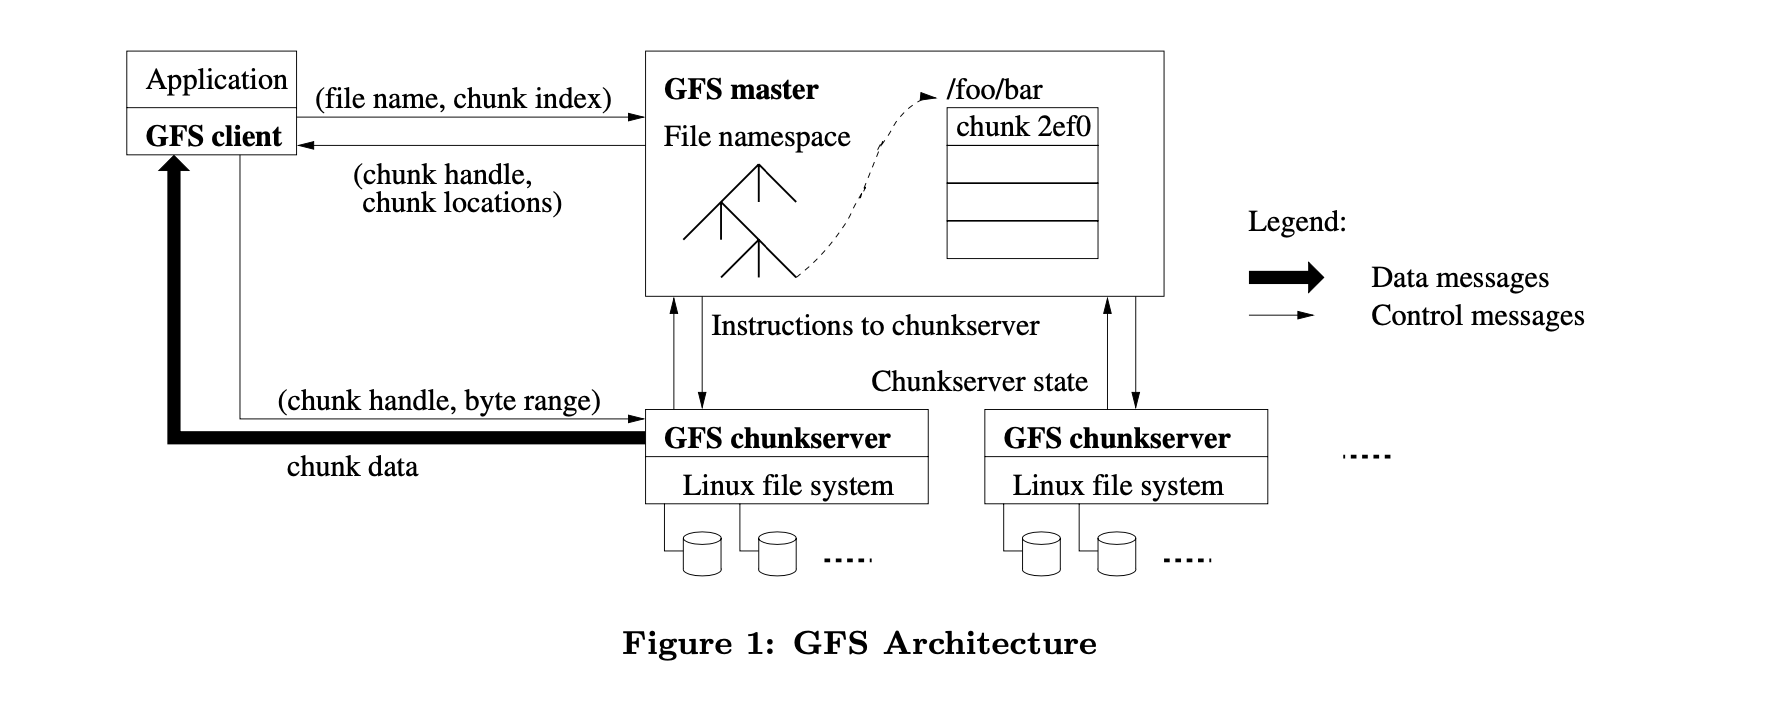 Application
GFS client
(file name, chunk index)
(chunk handle,
chunk locations)
GFS master
File namespace
/foo/bar
chunk 2ef0
Legend:
Data messages
Control messages
Instructions to chunkserver
Chunkserver state
(chunk handle, byte range)
chunk data
GFS chunkserver
Linux file system
GFS chunkserver
Linux file system
Figure 1: GFS Architecture